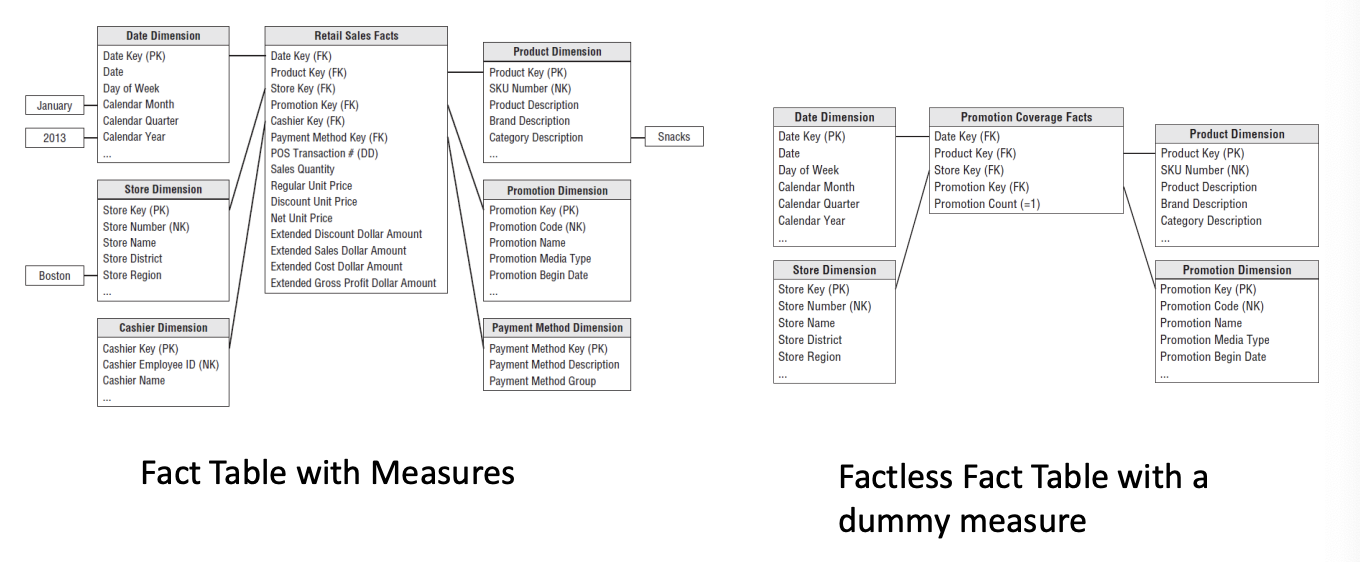 Date Dimension
Date Key (PK)
Date
Day of Week
Calendar Month
Calendar Quarter
Calendar Year
...
January
2013
Store Dimension
Store Key (PK)
Store Number (NK)
Store Name
Store District
Store Region
...
Boston
Cashier Dimension
Cashier Key (PK)
Cashier Employee ID (NK)
Cashier Name
...
Retail Sales Facts
Date Key (FK)
Product Key (FK)
Store Key (FK)
Promotion Key (FK)
Cashier Key (FK)
Payment Method Key (FK)
POS Transaction # (DD)
Sales Quantity
Regular Unit Price
Discount Unit Price
Net Unit Price
Extended Discount Dollar Amount
Extended Sales Dollar Amount
Extended Cost Dollar Amount
Extended Gross Profit Dollar Amount
Product Dimension
Product Key (PK)
SKU Number (NK)
Product Description
Brand Description
Category Description
...
Snacks
Promotion Dimension
Promotion Key (PK)
Promotion Code (NK)
Promotion Name
Promotion Media Type
Promotion Begin Date
...
Payment Method Dimension
Payment Method Key (PK)
Payment Method Description
Payment Method Group
Fact Table with Measures
Date Dimension
Date Key (PK)
Date
Day of Week
Calendar Month
Calendar Quarter
Calendar Year
...
Store Dimension
Store Key (PK)
Store Number (NK)
Store Name
Store District
Store Region
...
Promotion Coverage Facts
Date Key (FK)
Product Key (FK)
Store Key (FK)
Promotion Key (FK)
Promotion Count (=1)
Product Dimension
Product Key (PK)
SKU Number (NK)
Product Description
Brand Description
Category Description
...
Promotion Dimension
Promotion Key (PK)
Promotion Code (NK)
Promotion Name
Promotion Media Type
Promotion Begin Date
...
Factless Fact Table with a
dummy measure